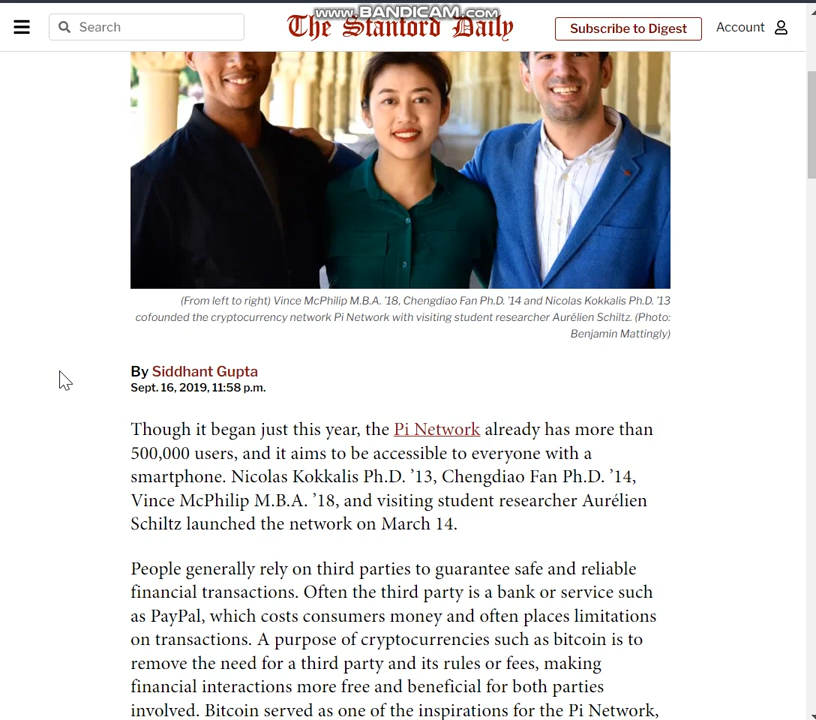 www.BANDICAM.com
Search
The Stanford Daily
Subscribe to Digest
Account
(From left to right) Vince McPhilip M.B.A. ’18, Chengdiao Fan Ph.D. ’14 and Nicolas Kokkalis Ph.D. ’13
cofounded the cryptocurrency network Pi Network with visiting student researcher Aurélien Schiltz. (Photo:
Benjamin Mattingly)
By Siddhant Gupta
Sept. 16, 2019, 11:58 p.m.
Though it began just this year, the Pi Network already has more than
500,000 users, and it aims to be accessible to everyone with a
smartphone. Nicolas Kokkalis Ph.D. ’13, Chengdiao Fan Ph.D. ’14,
Vince McPhilip M.B.A. ’18, and visiting student researcher Aurélien
Schiltz launched the network on March 14.
People generally rely on third parties to guarantee safe and reliable
financial transactions. Often the third party is a bank or service such
as PayPal, which costs consumers money and often places limitations
on transactions. A purpose of cryptocurrencies such as bitcoin is to
remove the need for a third party and its rules or fees, making
financial interactions more free and beneficial for both parties
involved. Bitcoin served as one of the inspirations for the Pi Network,